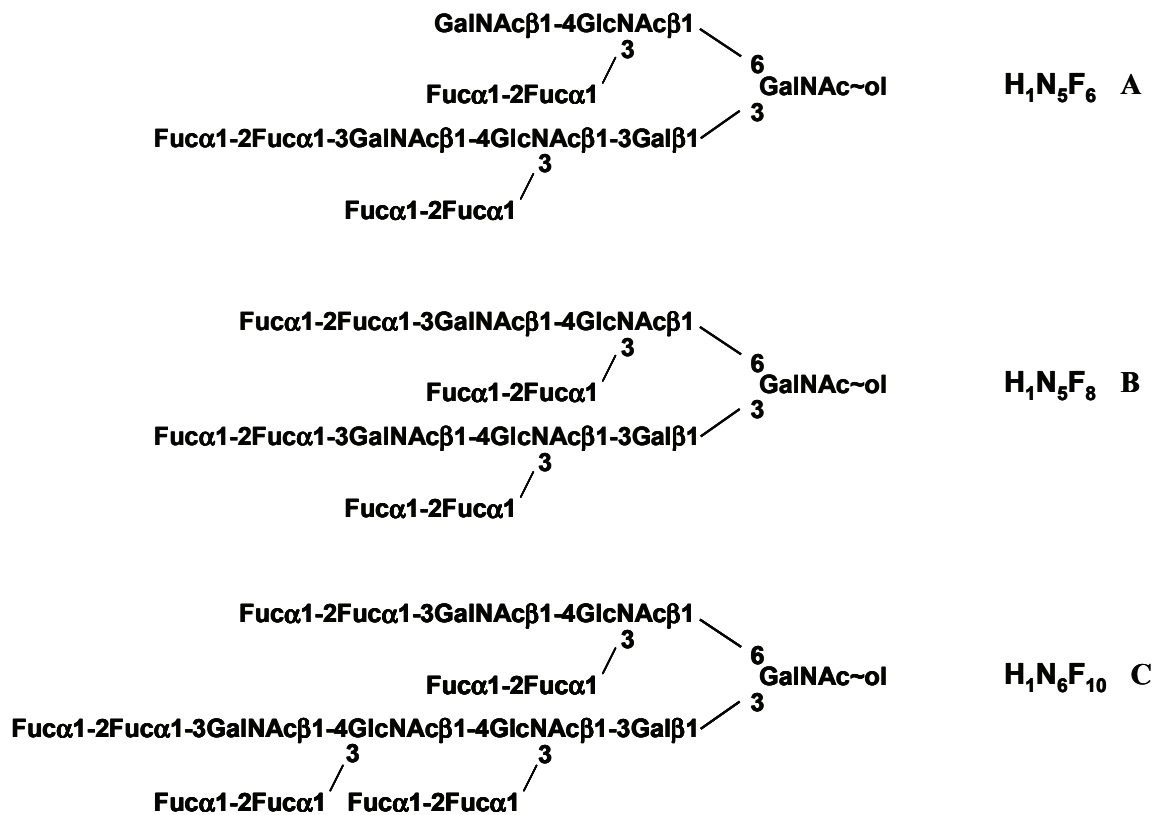 GalNAcβ1-4GlcNAcβ1
3
6
GalNAc~ol H₁N₅F₆ A
Fucα1-2Fucα1
3
Fucα1-2Fucα1-3GalNAcβ1-4GlcNAcβ1-3Galβ1
3
Fucα1-2Fucα1
Fucα1-2Fucα1-3GalNAcβ1-4GlcNAcβ1
3
6
GalNAc~ol H₁N₅F₈ B
Fucα1-2Fucα1
3
Fucα1-2Fucα1-3GalNAcβ1-4GlcNAcβ1-3Galβ1
3
Fucα1-2Fucα1
Fucα1-2Fucα1-3GalNAcβ1-4GlcNAcβ1
3
6
GalNAc~ol H₁N₆F₁₀ C
Fucα1-2Fucα1
3
Fucα1-2Fucα1-3GalNAcβ1-4GlcNAcβ1-4GlcNAcβ1-3Galβ1
3 3
Fucα1-2Fucα1 Fucα1-2Fucα1